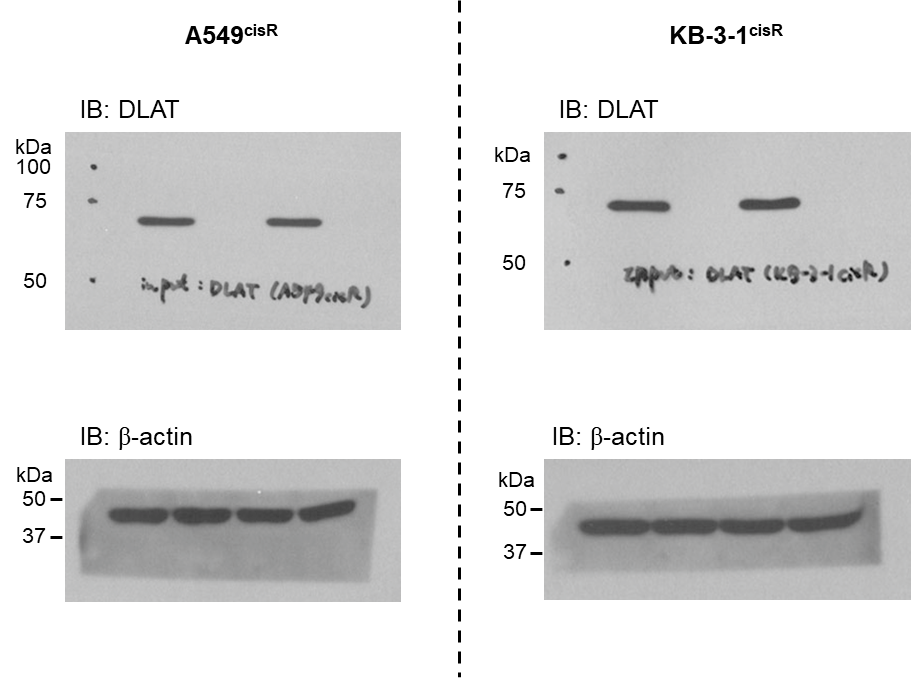 A549cisR
KB-3-1cisR
IB: DLAT
kDa
100
75
50
input: DLAT (A549cisR)
IB: DLAT
kDa
75
50
Input: DLAT (KB-3-1cisR)
IB: β-actin
kDa
50
37
IB: β-actin
kDa
50
37